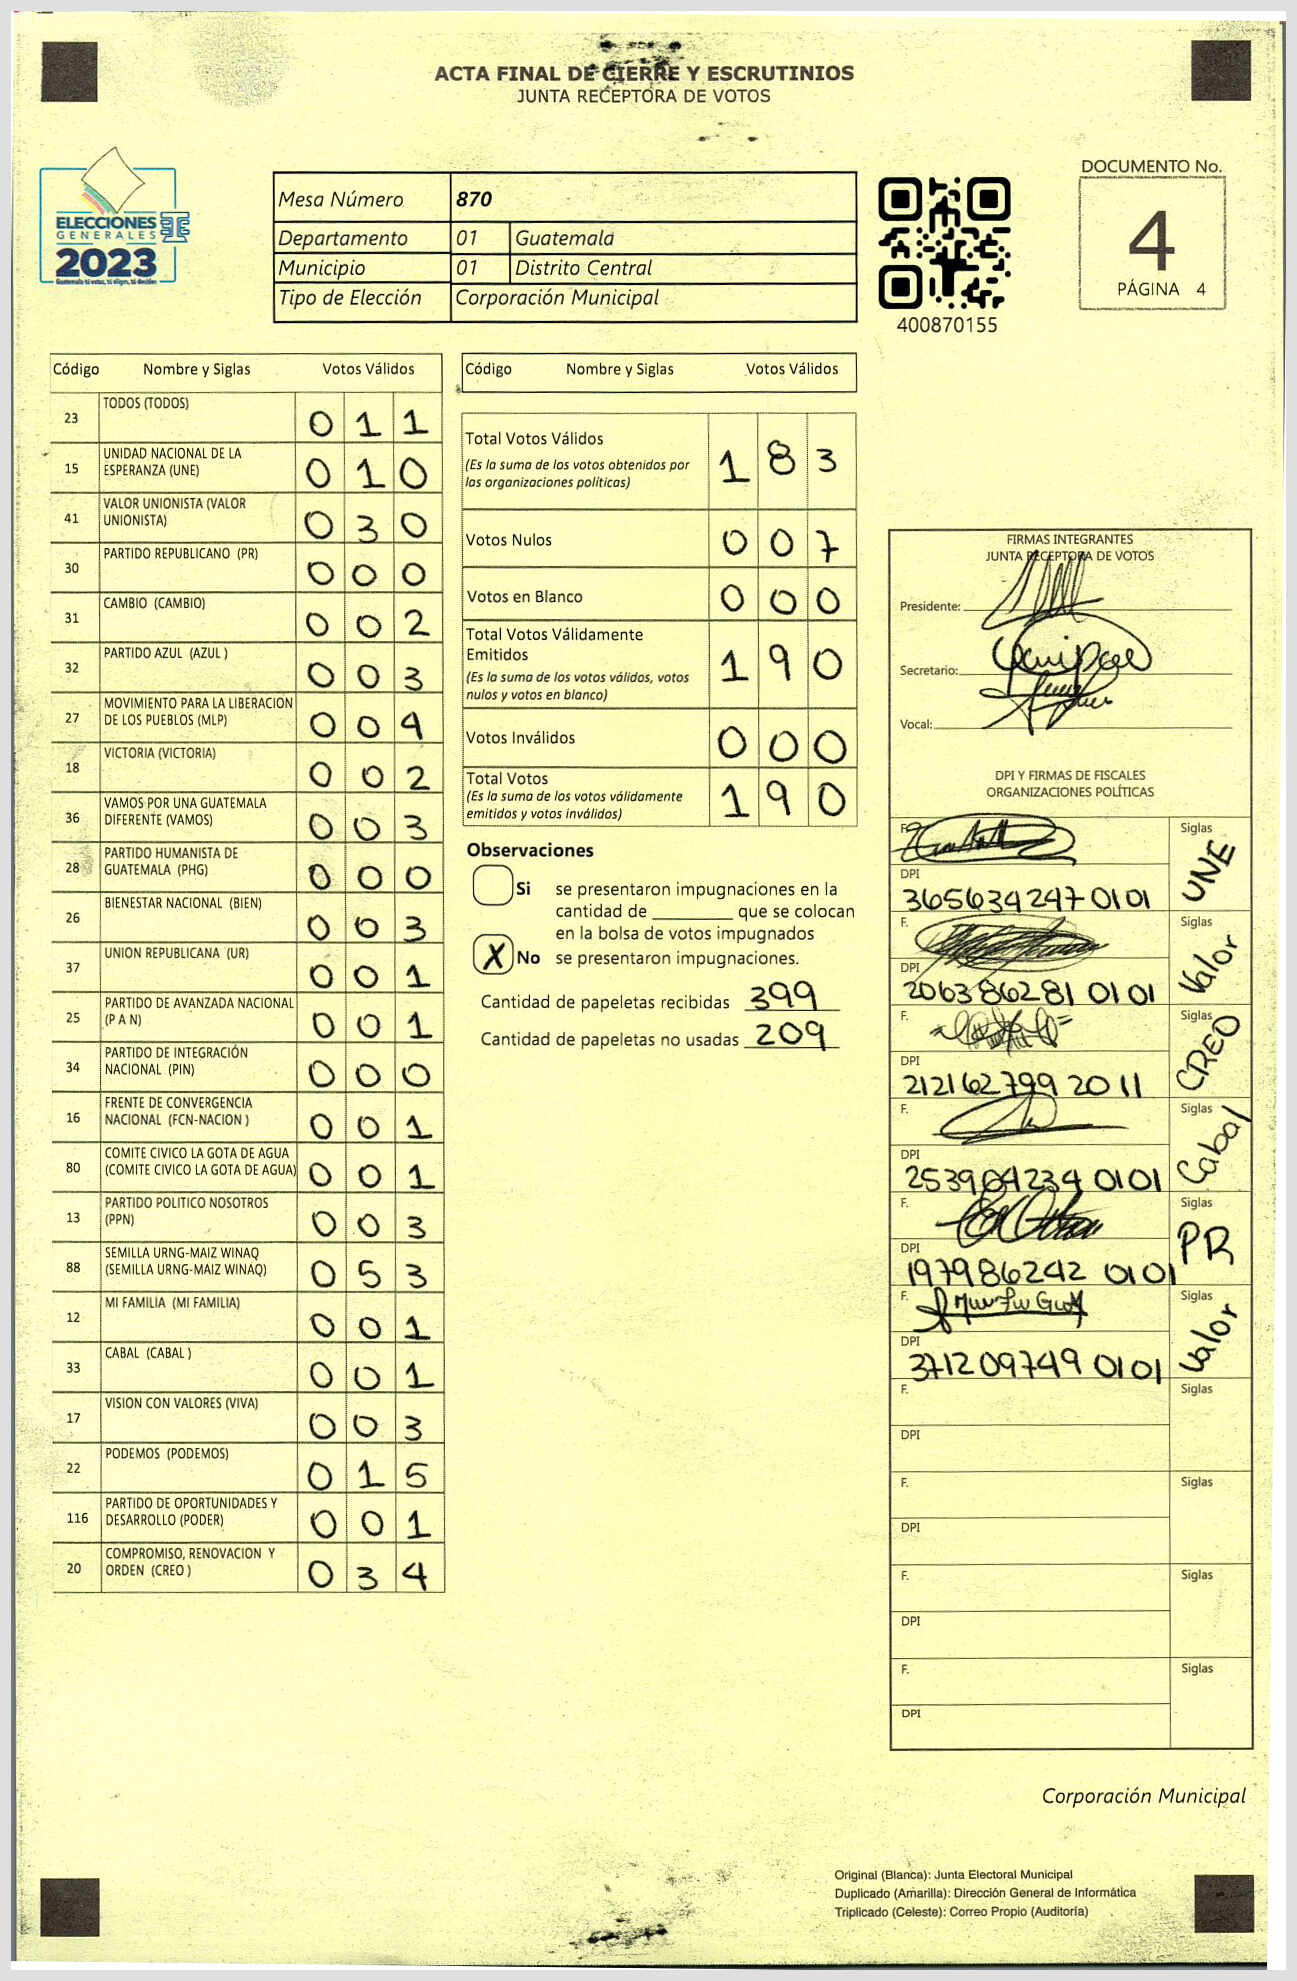 ACTA FINAL DE CIERRE Y ESCRUTINIOS
JUNTA RECEPTORA DE VOTOS
ELECCIONES
GENERALES
2023
Guatemala tú votas, tú eliges, tú decides
Mesa Número 870
Departamento 01 Guatemala
Municipio 01 Distrito Central
Tipo de Elección Corporación Municipal
400870155
DOCUMENTO No.
4
PÁGINA 4
Código Nombre y Siglas Votos Válidos
23 TODOS (TODOS) 0 1 1
15 UNIDAD NACIONAL DE LA
ESPERANZA (UNE) 0 1 0
41 VALOR UNIONISTA (VALOR
UNIONISTA) 0 3 0
30 PARTIDO REPUBLICANO (PR) 0 0 0
31 CAMBIO (CAMBIO) 0 0 2
32 PARTIDO AZUL (AZUL ) 0 0 3
27 MOVIMIENTO PARA LA LIBERACION
DE LOS PUEBLOS (MLP) 0 0 4
18 VICTORIA (VICTORIA) 0 0 2
36 VAMOS POR UNA GUATEMALA
DIFERENTE (VAMOS) 0 0 3
28 PARTIDO HUMANISTA DE
GUATEMALA (PHG) 0 0 0
26 BIENESTAR NACIONAL (BIEN) 0 0 3
37 UNION REPUBLICANA (UR) 0 0 1
25 PARTIDO DE AVANZADA NACIONAL
(P A N) 0 0 1
34 PARTIDO DE INTEGRACIÓN
NACIONAL (PIN) 0 0 0
16 FRENTE DE CONVERGENCIA
NACIONAL (FCN-NACION ) 0 0 1
80 COMITE CIVICO LA GOTA DE AGUA
(COMITE CIVICO LA GOTA DE AGUA) 0 0 1
13 PARTIDO POLITICO NOSOTROS
(PPN) 0 0 3
88 SEMILLA URNG-MAIZ WINAQ
(SEMILLA URNG-MAIZ WINAQ) 0 5 3
12 MI FAMILIA (MI FAMILIA) 0 0 1
33 CABAL (CABAL ) 0 0 1
17 VISION CON VALORES (VIVA) 0 0 3
22 PODEMOS (PODEMOS) 0 1 5
116 PARTIDO DE OPORTUNIDADES Y
DESARROLLO (PODER) 0 0 1
20 COMPROMISO, RENOVACION Y
ORDEN (CREO ) 0 3 4
Código Nombre y Siglas Votos Válidos
Total Votos Válidos 1 8 3
(Es la suma de los votos obtenidos por
las organizaciones políticas)
Votos Nulos 0 0 7
Votos en Blanco 0 0 0
Total Votos Válidamente
Emitidos 1 9 0
(Es la suma de los votos válidos, votos
nulos y votos en blanco)
Votos Inválidos 0 0 0
Total Votos 1 9 0
(Es la suma de los votos válidamente
emitidos y votos inválidos)
Observaciones
Si se presentaron impugnaciones en la
cantidad de ________ que se colocan
en la bolsa de votos impugnados
X No se presentaron impugnaciones.
Cantidad de papeletas recibidas 399
Cantidad de papeletas no usadas 209
FIRMAS INTEGRANTES
JUNTA RECEPTORA DE VOTOS
Presidente:
Secretario:
Vocal:
DPI Y FIRMAS DE FISCALES
ORGANIZACIONES POLÍTICAS
F. Siglas UNE
DPI 365634247 0101
F. Siglas Valor
DPI 206386281 0101
F. Siglas CREO
DPI 212162799 2011
F. Siglas Cabal
DPI 253904234 0101
F. Siglas PR
DPI 197986242 0101
F. Siglas Valor
DPI 371209749 0101
F. Siglas
DPI
F. Siglas
DPI
F. Siglas
DPI
F. Siglas
DPI
Corporación Municipal
Original (Blanca): Junta Electoral Municipal
Duplicado (Amarilla): Dirección General de Informática
Triplicado (Celeste): Correo Propio (Auditoría)